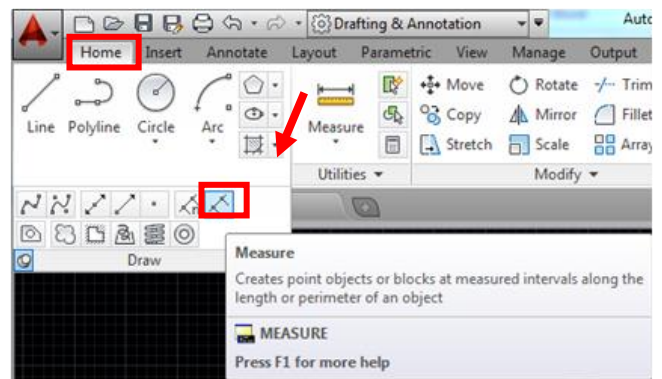 Drafting & Annotation
Auto
Home Insert Annotate Layout Parametric View Manage Output
Move Rotate Trim
Line Polyline Circle Arc Measure Copy Mirror Fillet
Stretch Scale Array
Utilities Modify
Draw
Measure
Creates point objects or blocks at measured intervals along the
length or perimeter of an object
MEASURE
Press F1 for more help